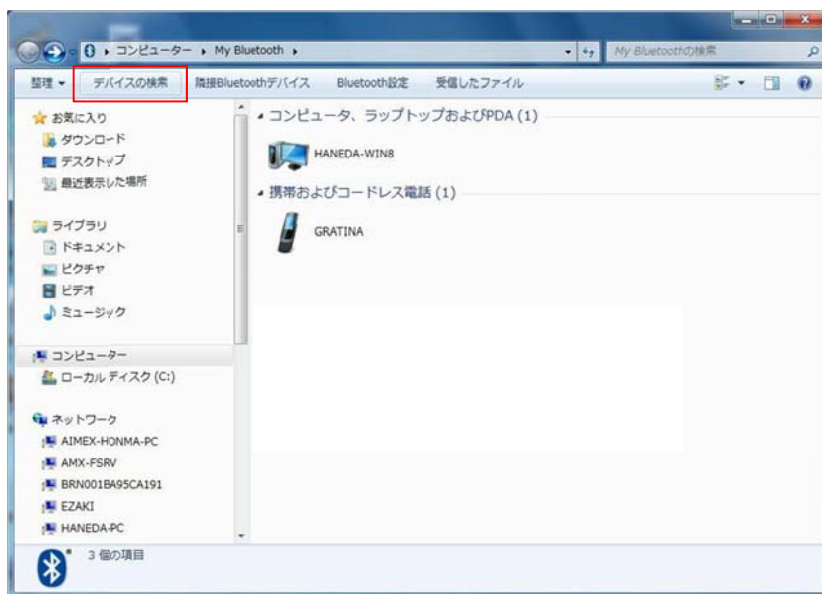 コンピューター ▸ My Bluetooth ▸
My Bluetoothの検索
整理
デバイスの検索
隣接Bluetoothデバイス
Bluetooth設定
受信したファイル
お気に入り
ダウンロード
デスクトップ
最近表示した場所
ライブラリ
ドキュメント
ピクチャ
ビデオ
ミュージック
コンピューター
ローカル ディスク (C:)
ネットワーク
AIMEX-HONMA-PC
AMX-FSRV
BRN001BA95CA191
EZAKI
HANEDA-PC
コンピュータ、ラップトップおよびPDA (1)
HANEDA-WIN8
携帯およびコードレス電話 (1)
GRATINA
3 個の項目